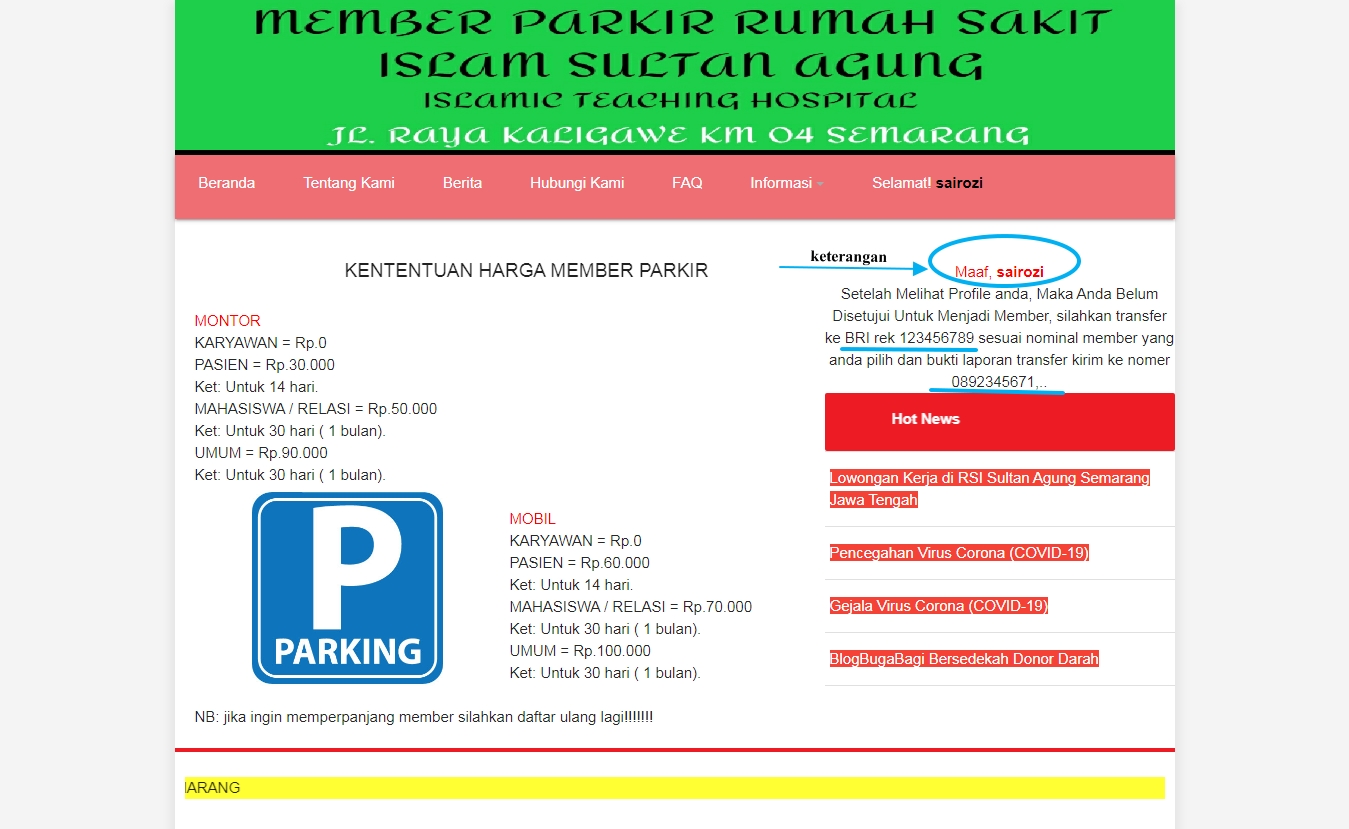 MEMBER PARKIR RUMAH SAKIT
ISLAM SULTAN AGUNG
ISLAMIC TEACHING HOSPITAL
JL. RAYA KALIGAWE KM 04 SEMARANG
Beranda Tentang Kami Berita Hubungi Kami FAQ Informasi Selamat! sairozi
KENTENTUAN HARGA MEMBER PARKIR
MONTOR
KARYAWAN = Rp.0
PASIEN = Rp.30.000
Ket: Untuk 14 hari.
MAHASISWA / RELASI = Rp.50.000
Ket: Untuk 30 hari ( 1 bulan).
UMUM = Rp.90.000
Ket: Untuk 30 hari ( 1 bulan).
P
PARKING
MOBIL
KARYAWAN = Rp.0
PASIEN = Rp.60.000
Ket: Untuk 14 hari.
MAHASISWA / RELASI = Rp.70.000
Ket: Untuk 30 hari ( 1 bulan).
UMUM = Rp.100.000
Ket: Untuk 30 hari ( 1 bulan).
NB: jika ingin memperpanjang member silahkan daftar ulang lagi!!!!!!!
keterangan
Maaf, sairozi
Setelah Melihat Profile anda, Maka Anda Belum
Disetujui Untuk Menjadi Member, silahkan transfer
ke BRI rek 123456789 sesuai nominal member yang
anda pilih dan bukti laporan transfer kirim ke nomer
0892345671,..
Hot News
Lowongan Kerja di RSI Sultan Agung Semarang
Jawa Tengah
Pencegahan Virus Corona (COVID-19)
Gejala Virus Corona (COVID-19)
BlogBugaBagi Bersedekah Donor Darah
ARANG